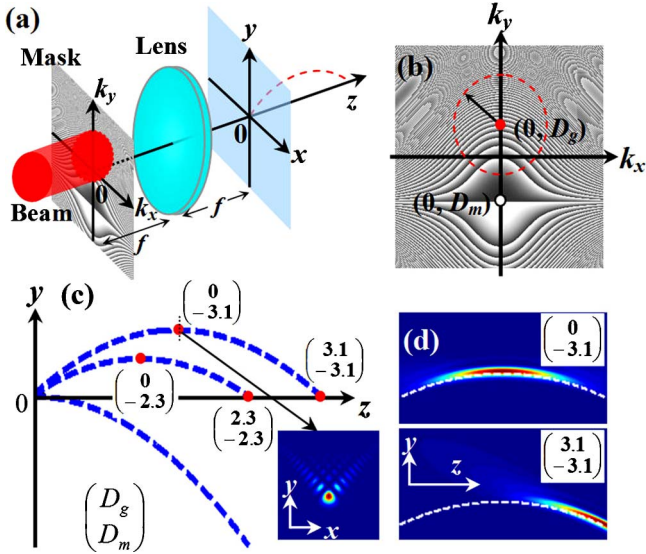 (a)
Mask
Lens
k_y
y
z
0
x
0
Beam
k_x
f
f
(b)
k_y
(0, D_g)
k_x
(0, D_m)
y
(c)
(0
-3.1)
(3.1
-3.1)
(0
-2.3)
(2.3
-2.3)
0
z
(D_g
D_m)
y
x
(d)
(0
-3.1)
(3.1
-3.1)
y
z